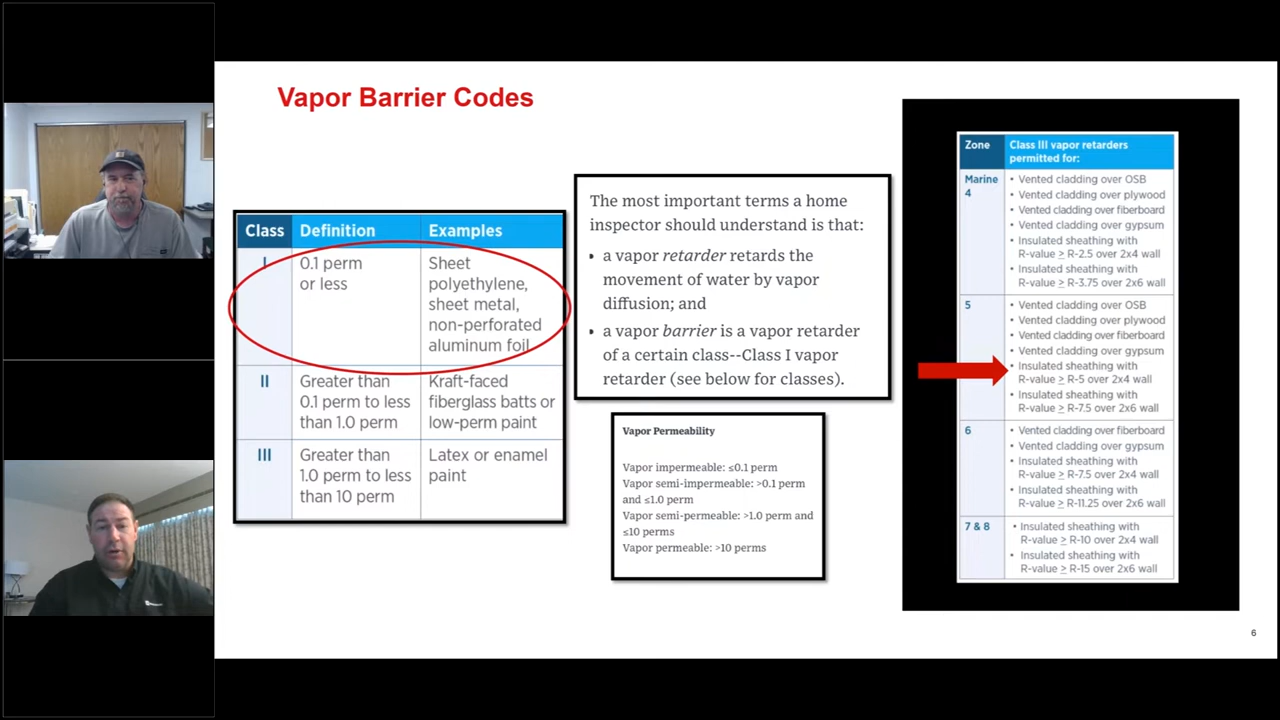 Vapor Barrier Codes
Class Definition Examples
I 0.1 perm Sheet
or less polyethylene,
sheet metal,
non-perforated
aluminum foil
II Greater than Kraft-faced
0.1 perm to less fiberglass batts or
than 1.0 perm low-perm paint
III Greater than Latex or enamel
1.0 perm to less paint
than 10 perm
The most important terms a home
inspector should understand is that:
• a vapor retarder retards the
movement of water by vapor
diffusion; and
• a vapor barrier is a vapor retarder
of a certain class--Class I vapor
retarder (see below for classes).
Vapor Permeability
Vapor impermeable: ≤0.1 perm
Vapor semi-impermeable: >0.1 perm
and ≤1.0 perm
Vapor semi-permeable: >1.0 perm and
≤10 perms
Vapor permeable: >10 perms
Zone Class III vapor retarders
permitted for:
Marine • Vented cladding over OSB
4 • Vented cladding over plywood
• Vented cladding over fiberboard
• Vented cladding over gypsum
• Insulated sheathing with
R-value ≥ R-2.5 over 2x4 wall
• Insulated sheathing with
R-value ≥ R-3.75 over 2x6 wall
5 • Vented cladding over OSB
• Vented cladding over plywood
• Vented cladding over fiberboard
• Vented cladding over gypsum
• Insulated sheathing with
R-value ≥ R-5 over 2x4 wall
• Insulated sheathing with
R-value ≥ R-7.5 over 2x6 wall
6 • Vented cladding over fiberboard
• Vented cladding over gypsum
• Insulated sheathing with
R-value ≥ R-7.5 over 2x4 wall
• Insulated sheathing with
R-value ≥ R-11.25 over 2x6 wall
7 & 8 • Insulated sheathing with
R-value ≥ R-10 over 2x4 wall
• Insulated sheathing with
R-value ≥ R-15 over 2x6 wall
6